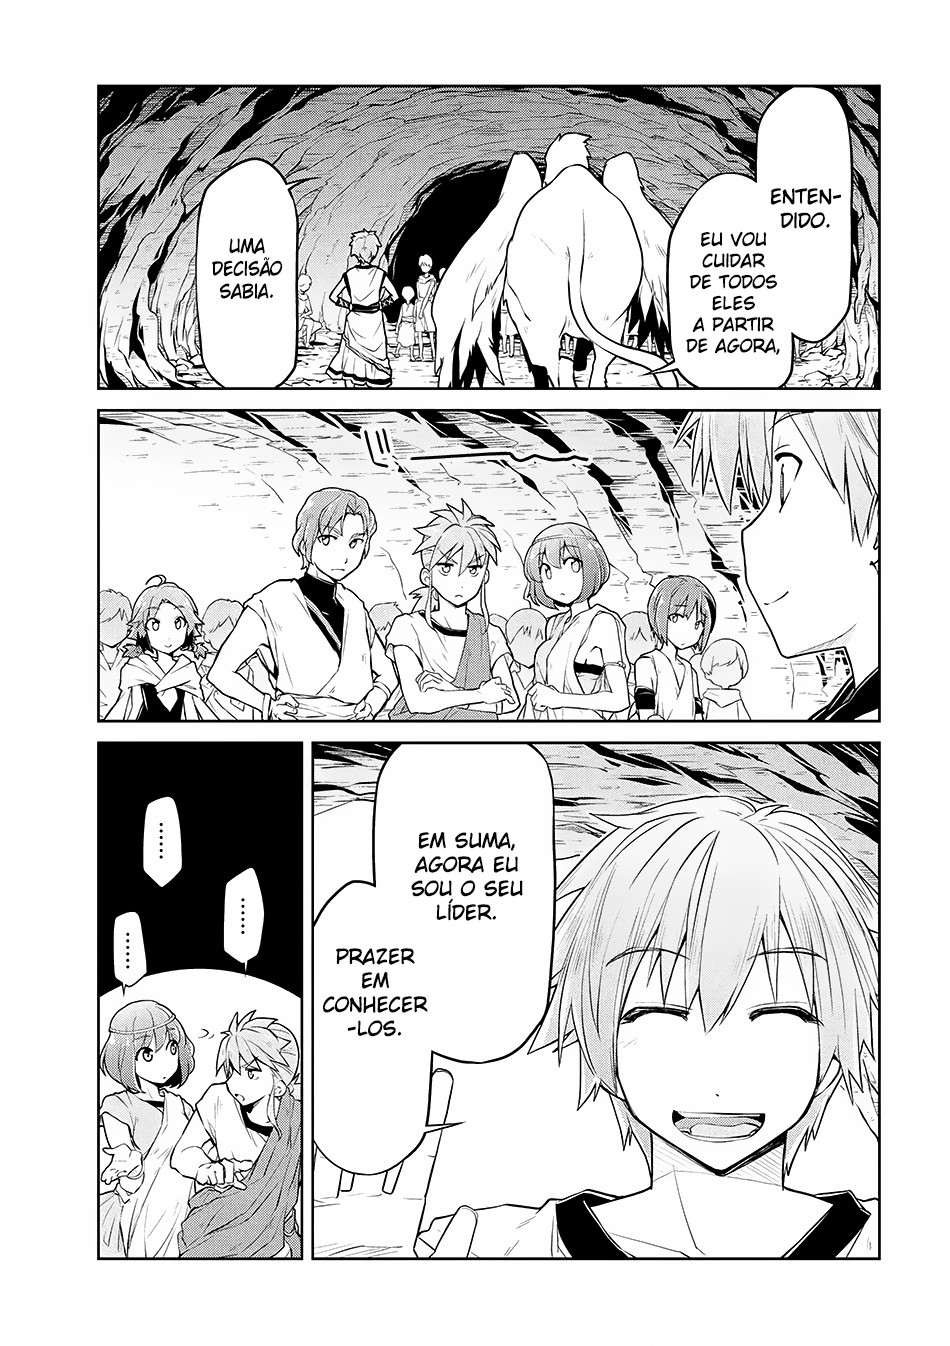 ENTEN-
DIDO.
EU VOU
CUIDAR
DE TODOS
ELES
A PARTIR
DE AGORA,
UMA
DECISÃO
SABIA.
EM SUMA,
AGORA EU
SOU O SEU
LÍDER.
PRAZER
EM
CONHECER
-LOS.